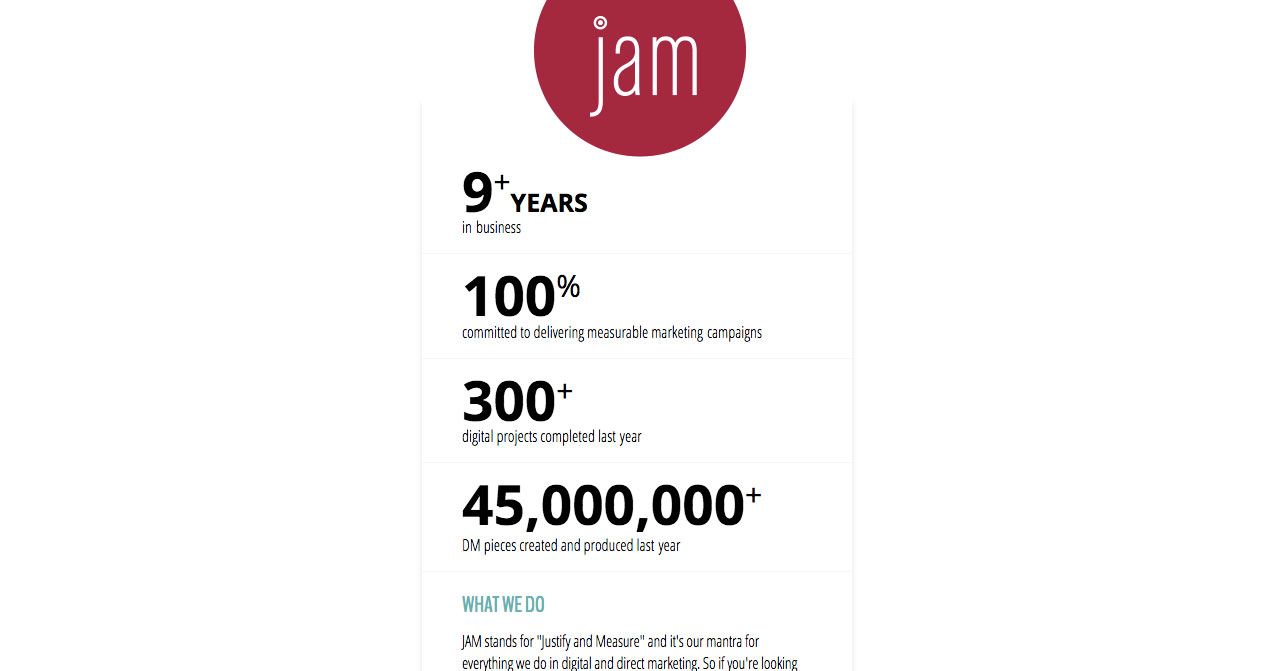 jam
9+YEARS
in business
100%
committed to delivering measurable marketing campaigns
300+
digital projects completed last year
45,000,000+
DM pieces created and produced last year
WHAT WE DO
JAM stands for "Justify and Measure" and it's our mantra for
everything we do in digital and direct marketing. So if you're looking